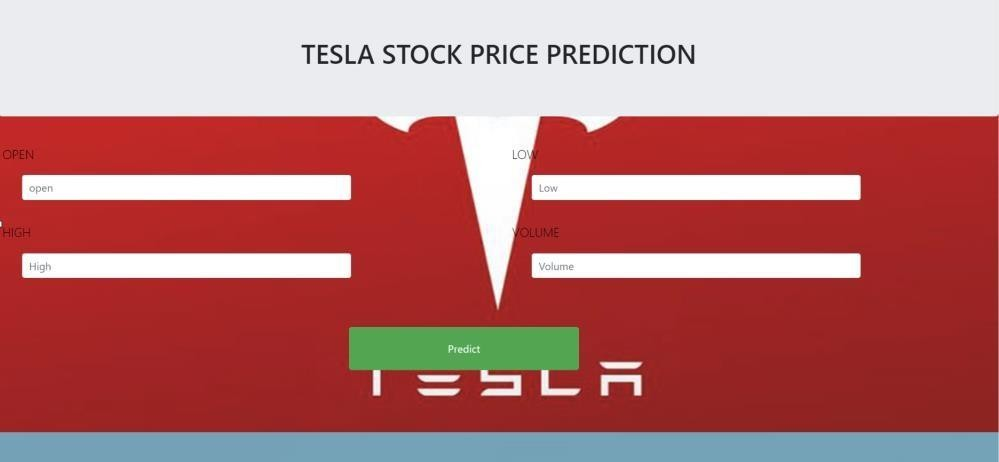 TESLA STOCK PRICE PREDICTION
OPEN
LOW
open
Low
HIGH
VOLUME
High
Volume
Predict
TESLA